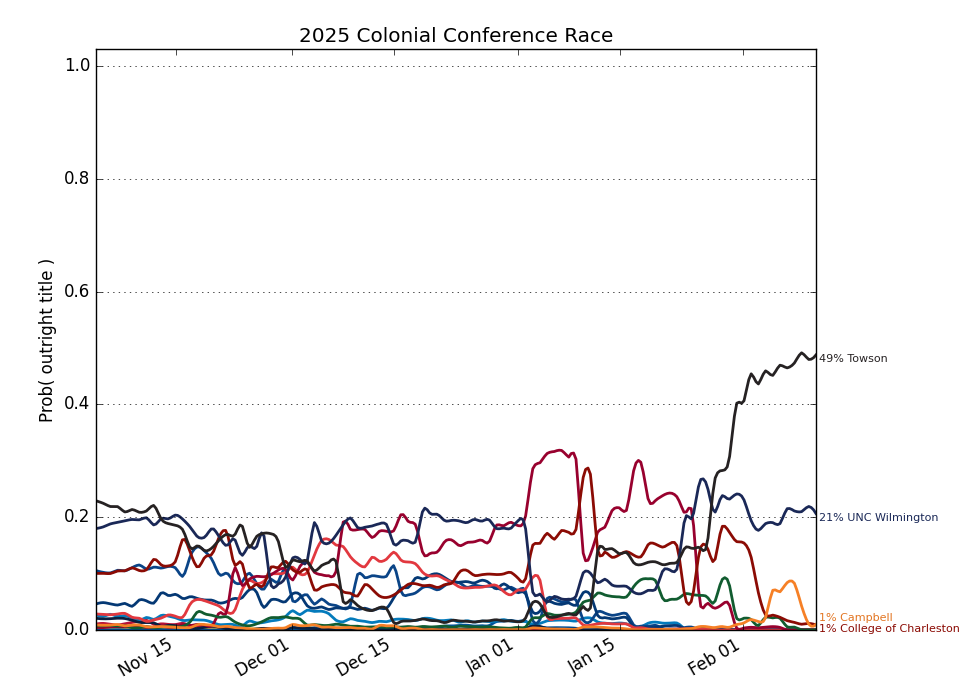 2025 Colonial Conference Race
Prob( outright title )
1.0
0.8
0.6
0.4
0.2
0.0
49% Towson
21% UNC Wilmington
1% Campbell
1% College of Charleston
Nov 15
Dec 01
Dec 15
Jan 01
Jan 15
Feb 01